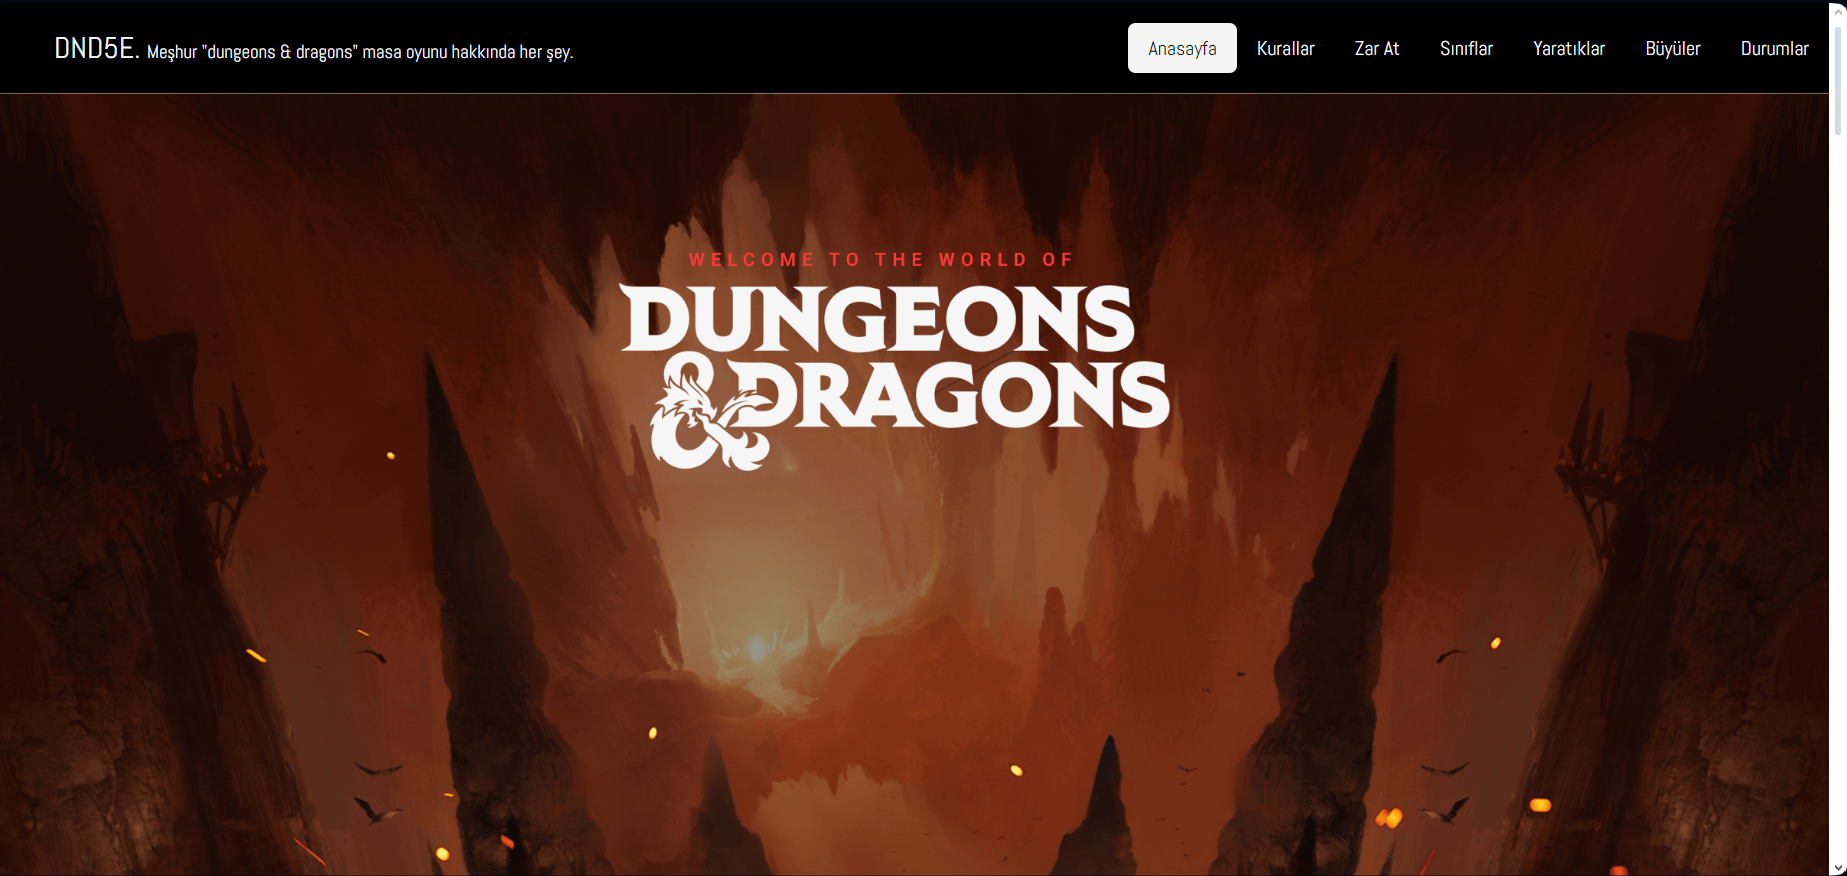 DND5E. Meşhur "dungeons & dragons" masa oyunu hakkında her şey.
Anasayfa Kurallar Zar At Sınıflar Yaratıklar Büyüler Durumlar
WELCOME TO THE WORLD OF
DUNGEONS
& DRAGONS